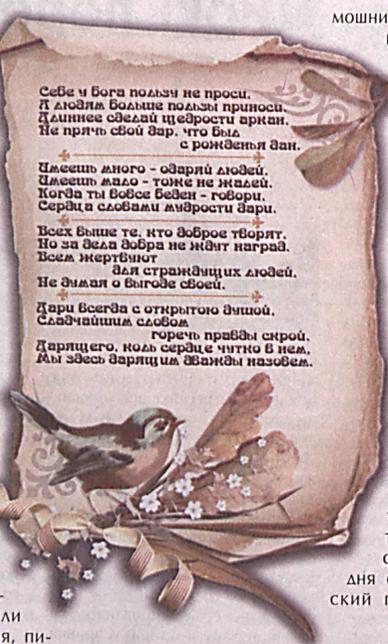 мощни
Себе у Бога пользу не проси,
А людям больше пользы приноси.
Длиннее сделай щедрости аркан,
Не прячь свой дар, что был
с рожденья дан.
Имеешь много - одаряй людей,
Имеешь мало - тоже не жалей.
Когда ты вовсе беден - говори,
Сердца словами мудрости дари.
Всех выше те, кто доброе творят,
Но за дела добра не ждут наград.
Всем жертвуют
для страждущих людей,
Не думая о выгоде своей.
Дари всегда с открытою душой,
Сладчайшим словом
горечь правды скрой.
Дарящего, коль сердце чутко в нем,
Мы здесь дарящим дважды назовем.
дня
ский
ли
я, пи-